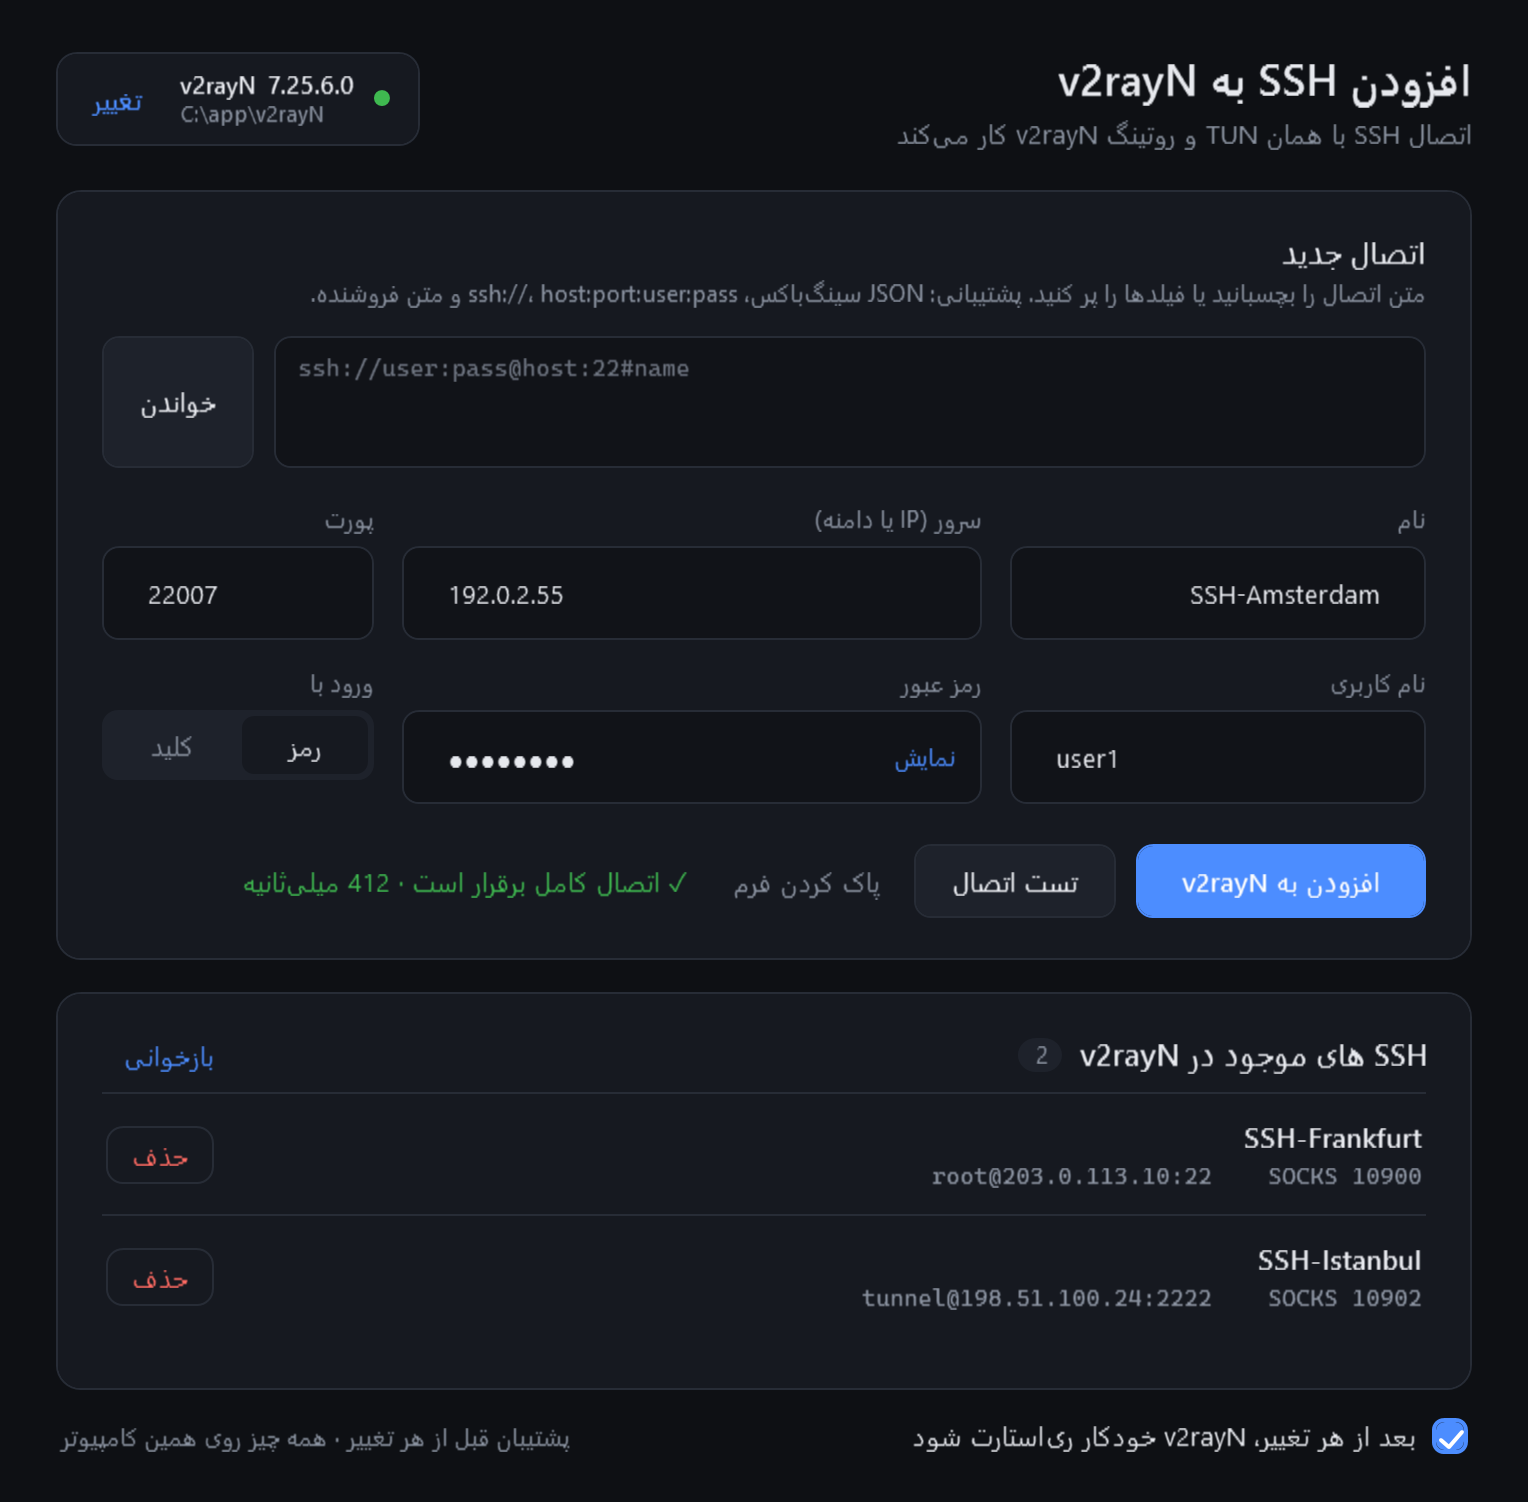 افزودن SSH به v2rayN
اتصال SSH با همان TUN و روتینگ v2rayN کار می‌کند
v2rayN 7.25.6.0
C:\app\v2rayN
تغییر
اتصال جدید
متن اتصال را بچسبانید یا فیلدها را پر کنید. پشتیبانی: JSON سینگ‌باکس، ssh://، host:port:user:pass و متن فروشنده.
ssh://user:pass@host:22#name
خواندن
نام
سرور (IP یا دامنه)
پورت
SSH-Amsterdam
192.0.2.55
22007
نام کاربری
رمز عبور
ورود با
user1
نمایش
••••••••
رمز
کلید
افزودن به v2rayN
تست اتصال
پاک کردن فرم
✓ اتصال کامل برقرار است · 412 میلی‌ثانیه
SSH های موجود در v2rayN
2
بازخوانی
SSH-Frankfurt
SOCKS 10900
root@203.0.113.10:22
حذف
SSH-Istanbul
SOCKS 10902
tunnel@198.51.100.24:2222
حذف
بعد از هر تغییر، v2rayN خودکار ری‌استارت شود
پشتیبان قبل از هر تغییر · همه چیز روی همین کامپیوتر